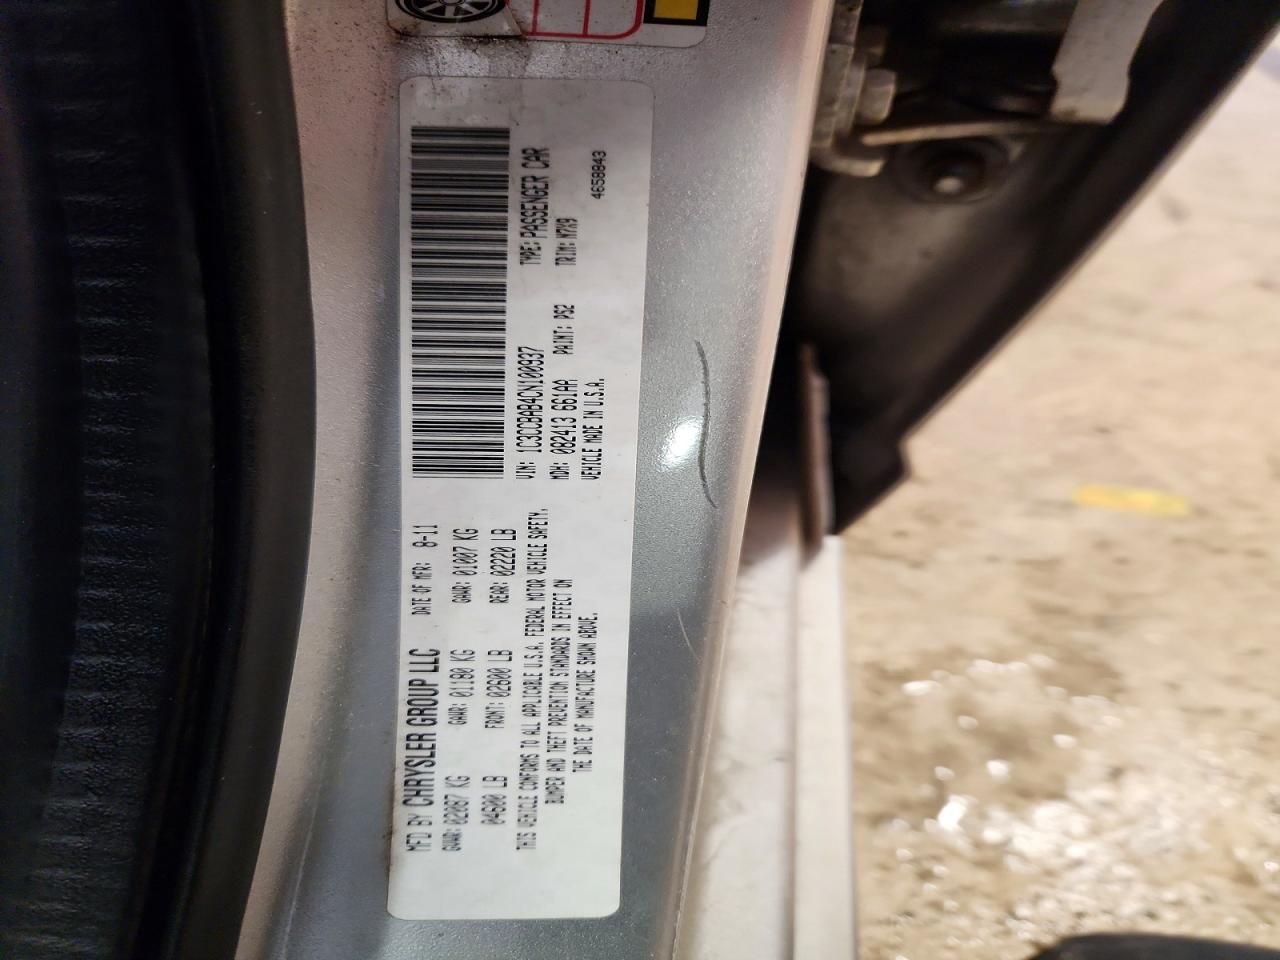 MFD BY CHRYSLER GROUP LLC DATE OF MFR: 8-11
GVWR: 02087 KG GAWR: 01180 KG GAWR: 01007 KG
04600 LB FRONT: 02600 LB REAR: 02220 LB
THIS VEHICLE CONFORMS TO ALL APPLICABLE U.S.A. FEDERAL MOTOR VEHICLE SAFETY,
BUMPER AND THEFT PREVENTION STANDARDS IN EFFECT ON
THE DATE OF MANUFACTURE SHOWN ABOVE.
VIN: 1C3CCBAB4CN100937 TYPE: PASSENGER CAR
MDH: 082413 661AA PAINT: PS2 TRIM: M7X9
VEHICLE MADE IN U.S.A. 4658843